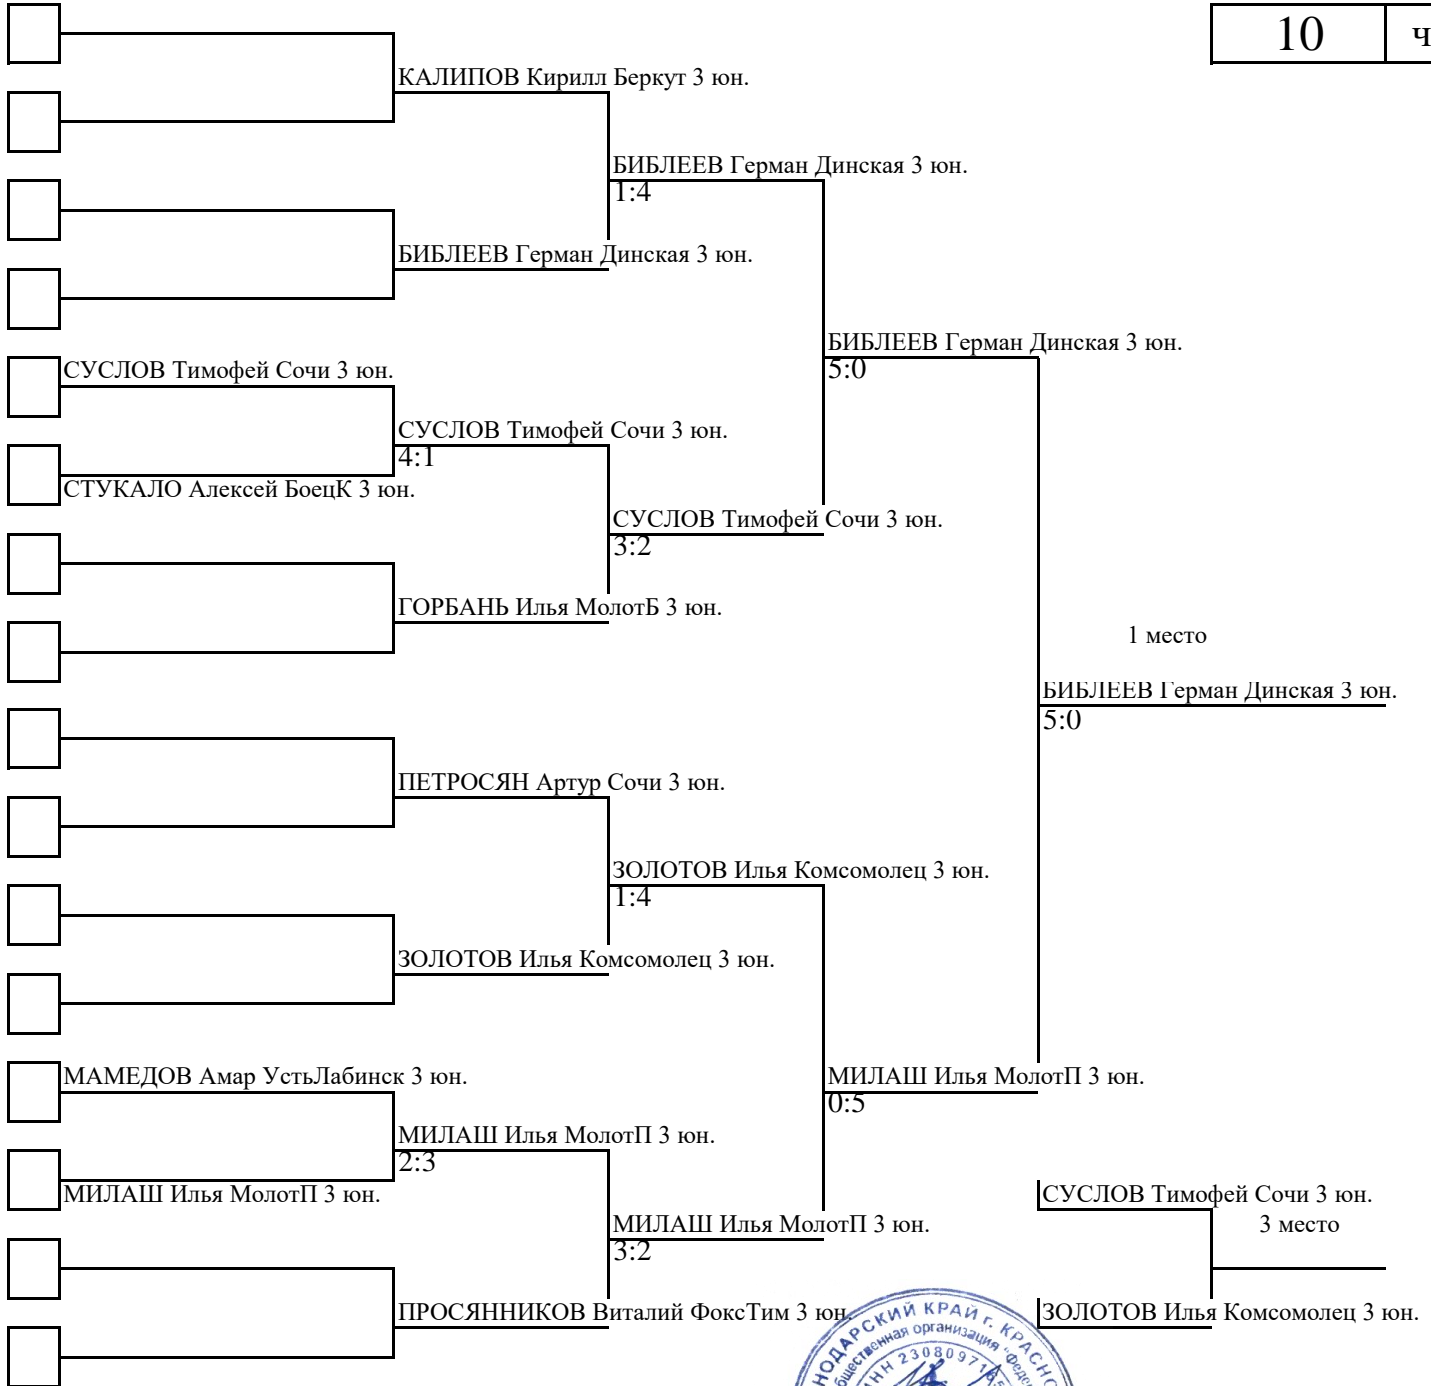 10 ч
КАЛИПОВ Кирилл Беркут 3 юн.
БИБЛЕЕВ Герман Динская 3 юн.
1:4
БИБЛЕЕВ Герман Динская 3 юн.
БИБЛЕЕВ Герман Динская 3 юн.
5:0
СУСЛОВ Тимофей Сочи 3 юн.
СУСЛОВ Тимофей Сочи 3 юн.
4:1
СТУКАЛО Алексей БоецК 3 юн.
СУСЛОВ Тимофей Сочи 3 юн.
3:2
ГОРБАНЬ Илья МолотБ 3 юн.
1 место
БИБЛЕЕВ Герман Динская 3 юн.
5:0
ПЕТРОСЯН Артур Сочи 3 юн.
ЗОЛОТОВ Илья Комсомолец 3 юн.
1:4
ЗОЛОТОВ Илья Комсомолец 3 юн.
МАМЕДОВ Амар УстьЛабинск 3 юн.
МИЛАШ Илья МолотП 3 юн.
0:5
МИЛАШ Илья МолотП 3 юн.
2:3
МИЛАШ Илья МолотП 3 юн.
СУСЛОВ Тимофей Сочи 3 юн.
МИЛАШ Илья МолотП 3 юн.
3 место
3:2
ПРОСЯННИКОВ Виталий ФоксТим 3 юн.
ЗОЛОТОВ Илья Комсомолец 3 юн.
КРАЙ г.
организация
ИНН